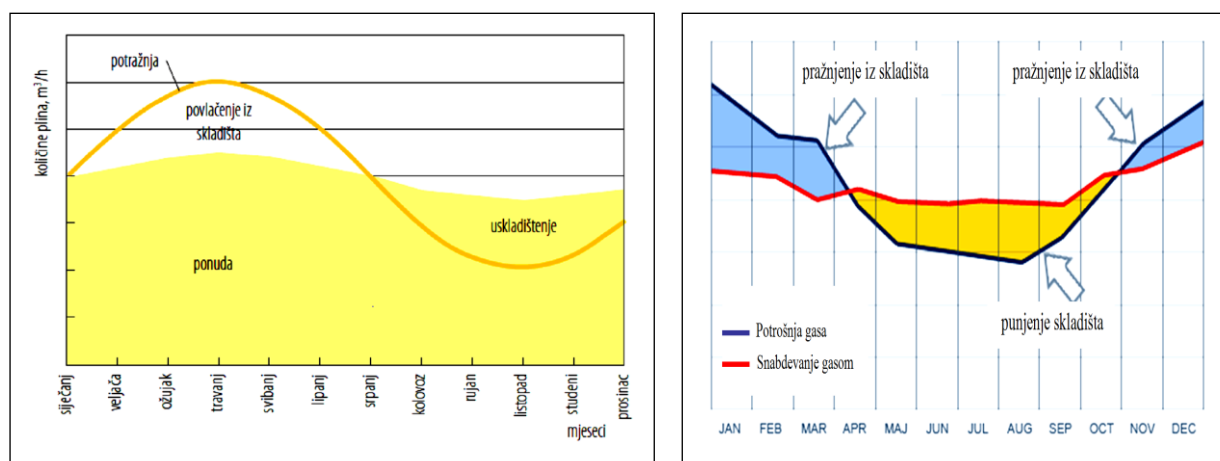 količine plina, m³/h
potražnja
povlačenje iz
skladišta
uskladištenje
ponuda
siječanj
veljača
ožujak
travanj
svibanj
lipanj
srpanj
kolovoz
rujan
listopad
studeni
prosinac
mjeseci
pražnjenje iz skladišta
pražnjenje iz skladišta
punjenje skladišta
Potrošnja gasa
Snabdevanje gasom
JAN FEB MAR APR MAJ JUN JUL AUG SEP OCT NOV DEC